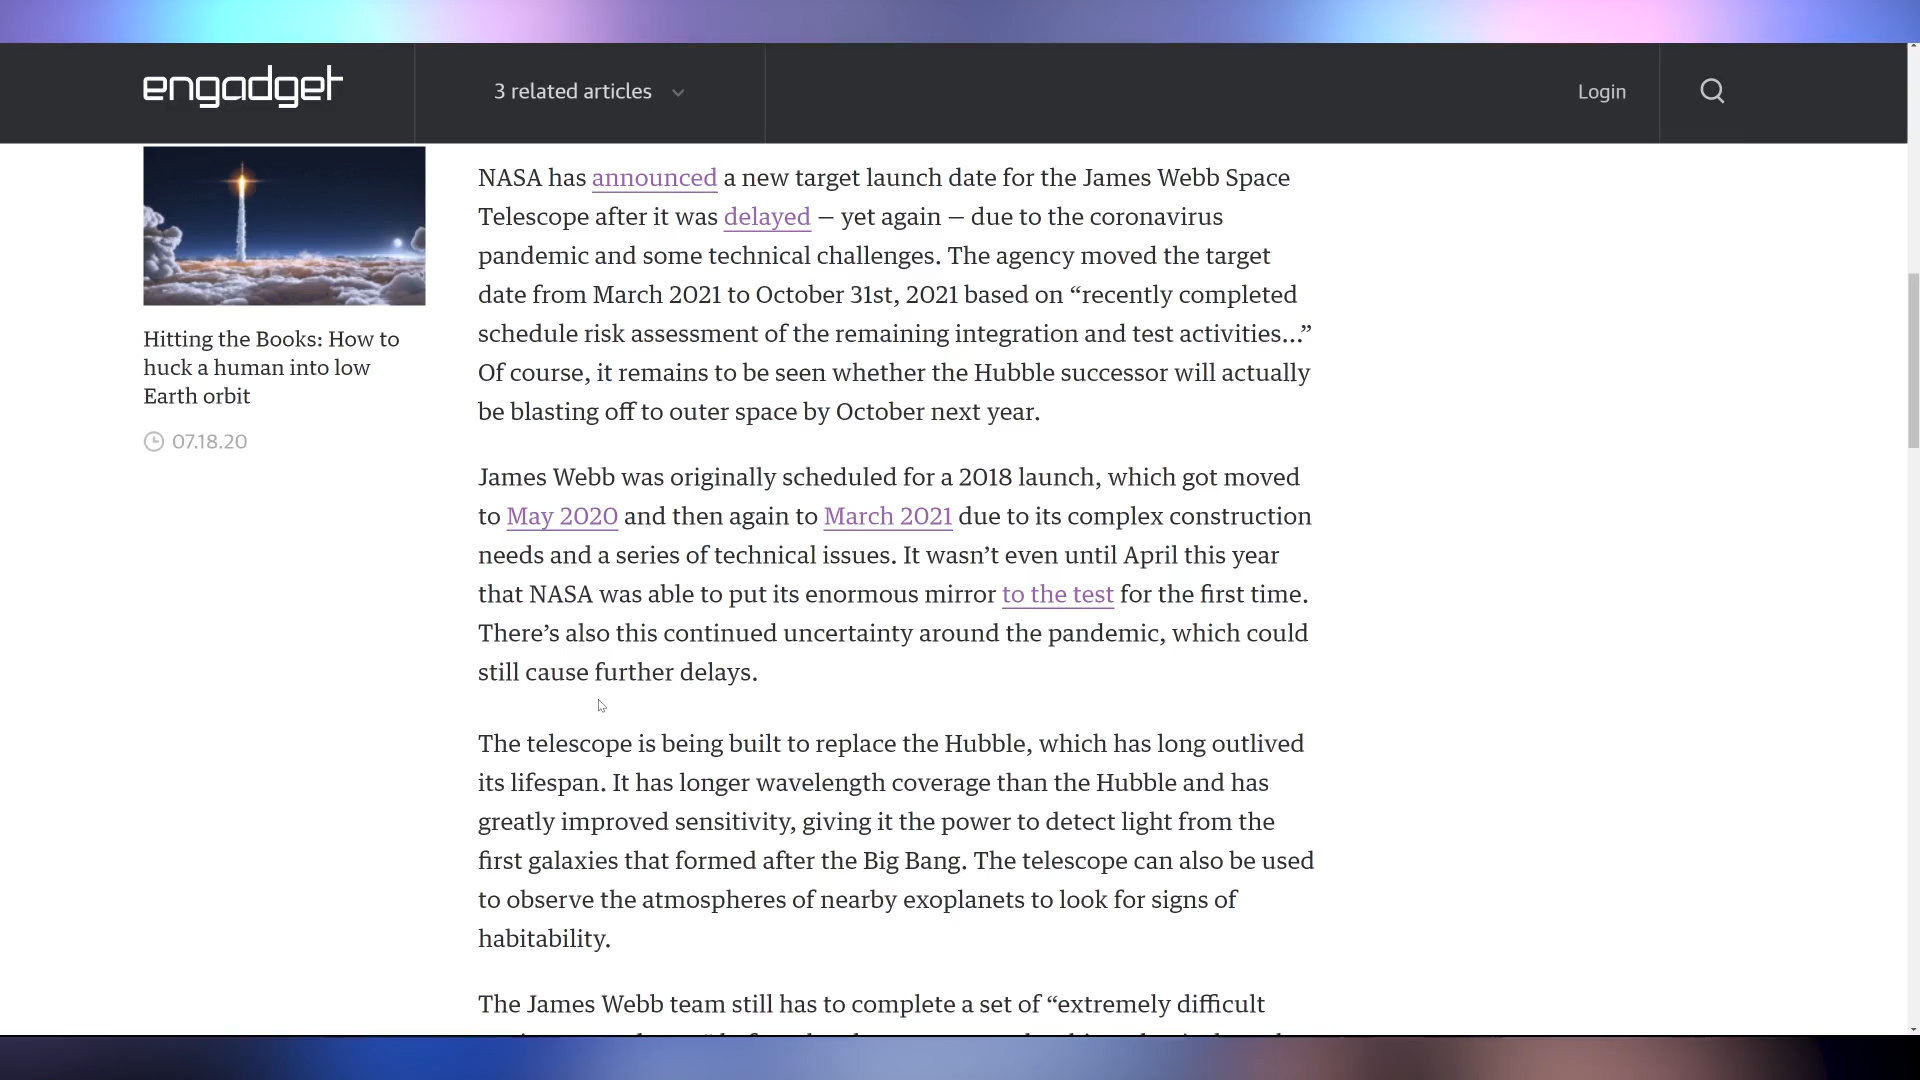 engadget
3 related articles
Login
Hitting the Books: How to
huck a human into low
Earth orbit
07.18.20
NASA has announced a new target launch date for the James Webb Space
Telescope after it was delayed — yet again — due to the coronavirus
pandemic and some technical challenges. The agency moved the target
date from March 2021 to October 31st, 2021 based on “recently completed
schedule risk assessment of the remaining integration and test activities...”
Of course, it remains to be seen whether the Hubble successor will actually
be blasting off to outer space by October next year.
James Webb was originally scheduled for a 2018 launch, which got moved
to May 2020 and then again to March 2021 due to its complex construction
needs and a series of technical issues. It wasn’t even until April this year
that NASA was able to put its enormous mirror to the test for the first time.
There’s also this continued uncertainty around the pandemic, which could
still cause further delays.
The telescope is being built to replace the Hubble, which has long outlived
its lifespan. It has longer wavelength coverage than the Hubble and has
greatly improved sensitivity, giving it the power to detect light from the
first galaxies that formed after the Big Bang. The telescope can also be used
to observe the atmospheres of nearby exoplanets to look for signs of
habitability.
The James Webb team still has to complete a set of “extremely difficult